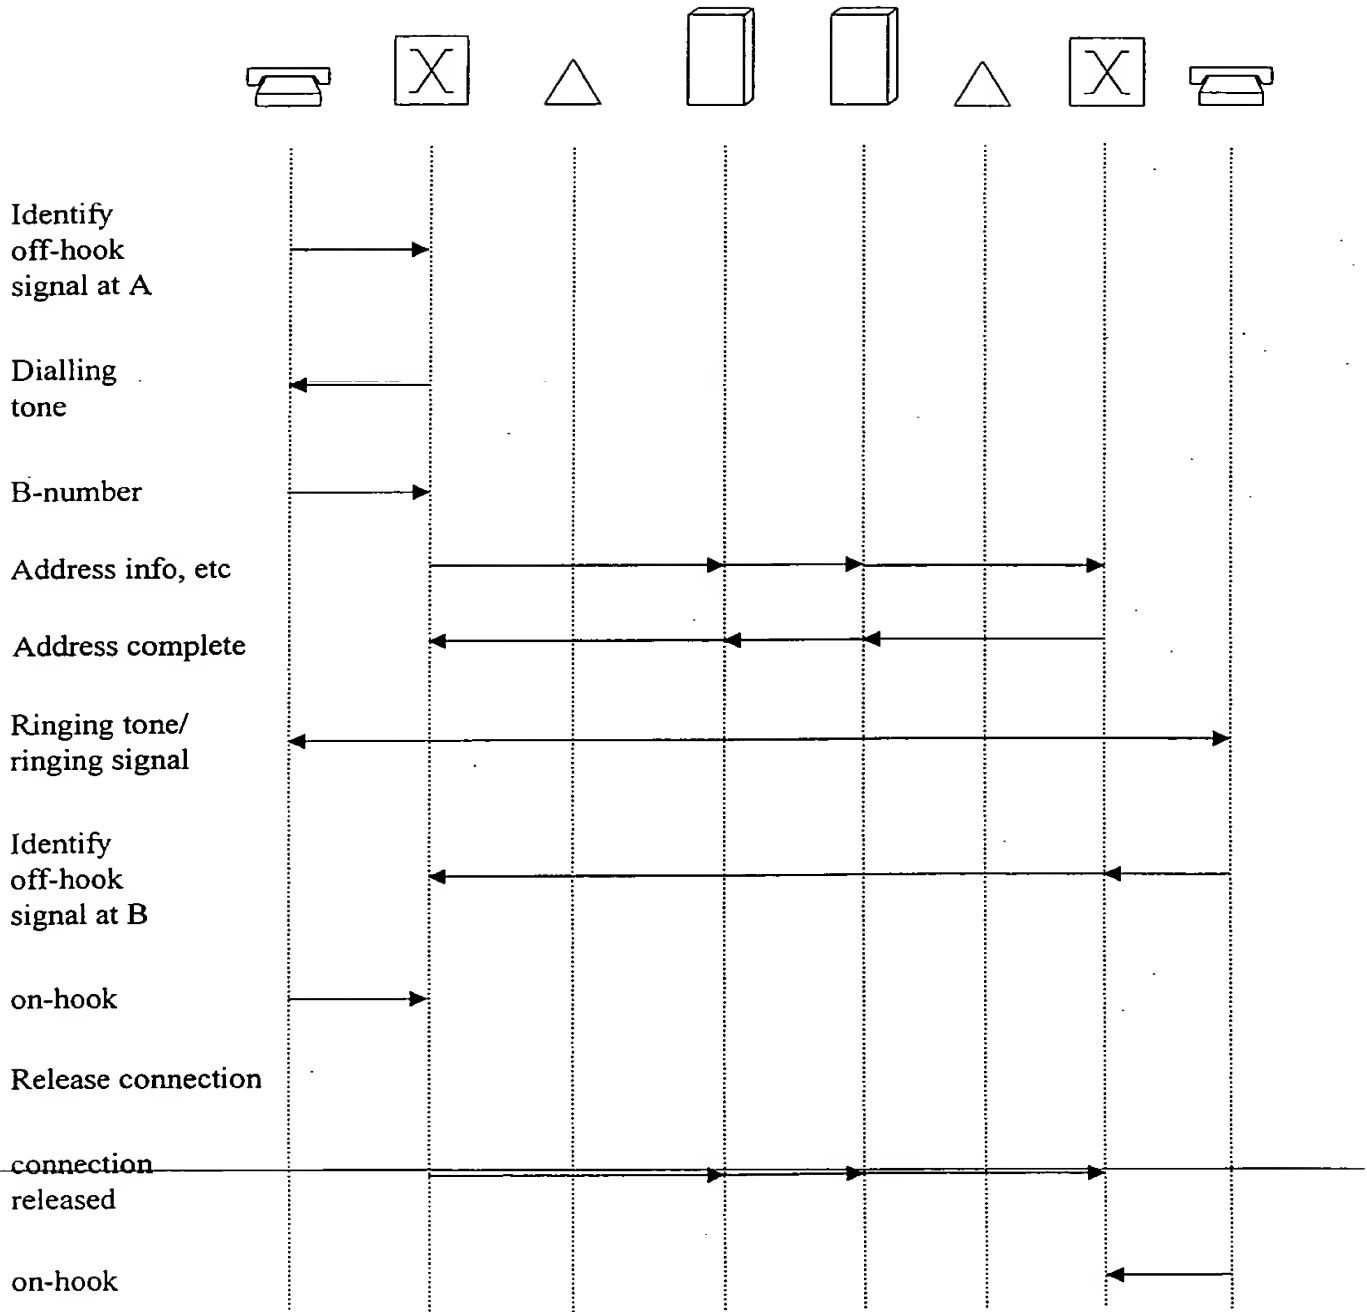 Identify
off-hook
signal at A
Dialling
tone
B-number
Address info, etc
Address complete
Ringing tone/
ringing signal
Identify
off-hook
signal at B
on-hook
Release connection
connection
released
on-hook